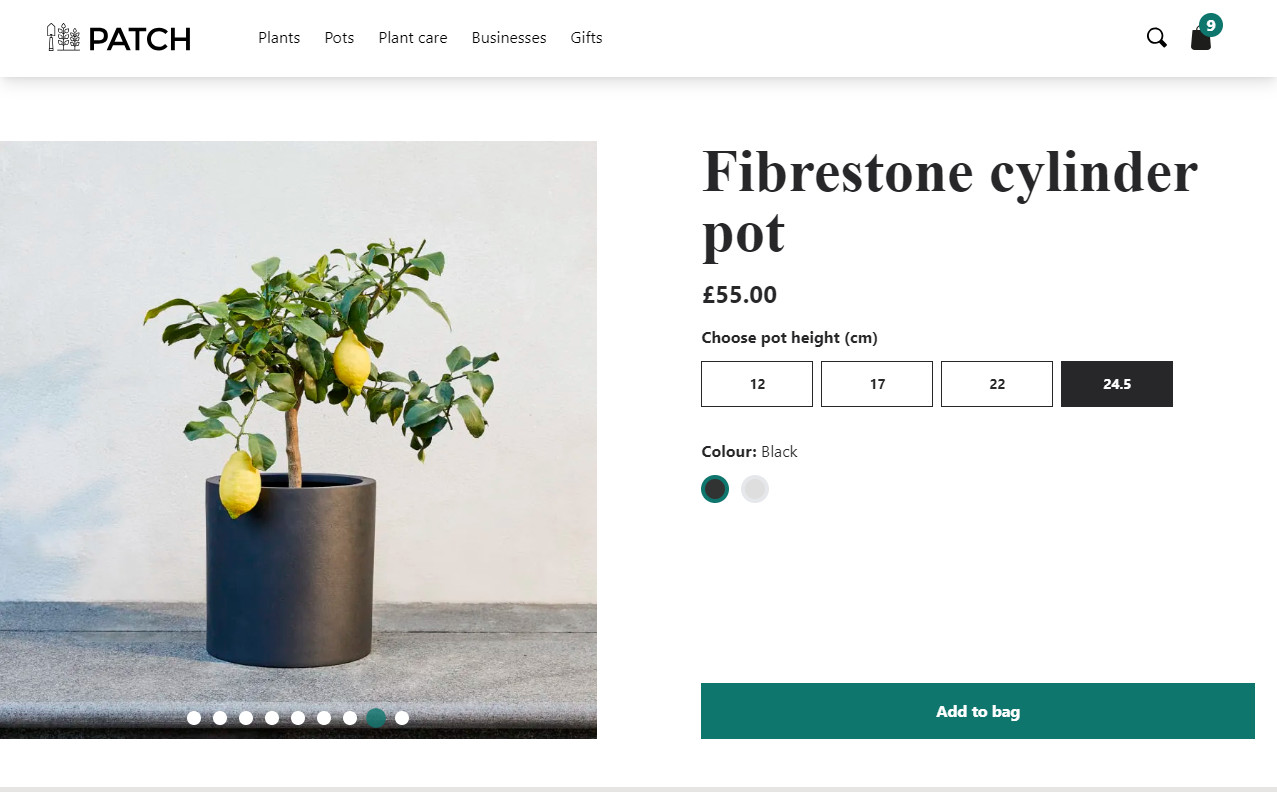 PATCH
Plants Pots Plant care Businesses Gifts
9
Fibrestone cylinder
pot
£55.00
Choose pot height (cm)
12 17 22 24.5
Colour: Black
Add to bag